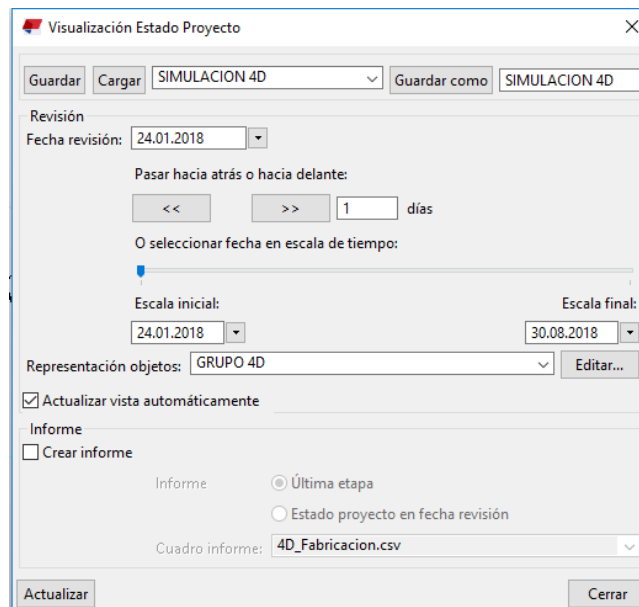 Visualización Estado Proyecto
Guardar Cargar SIMULACION 4D Guardar como SIMULACION 4D
Revisión
Fecha revisión: 24.01.2018
Pasar hacia atrás o hacia delante:
<< >> 1 días
O seleccionar fecha en escala de tiempo:
Escala inicial: Escala final:
24.01.2018 30.08.2018
Representación objetos: GRUPO 4D Editar...
Actualizar vista automáticamente
Informe
Crear informe
Informe Última etapa
Estado proyecto en fecha revisión
Cuadro informe: 4D_Fabricacion.csv
Actualizar Cerrar